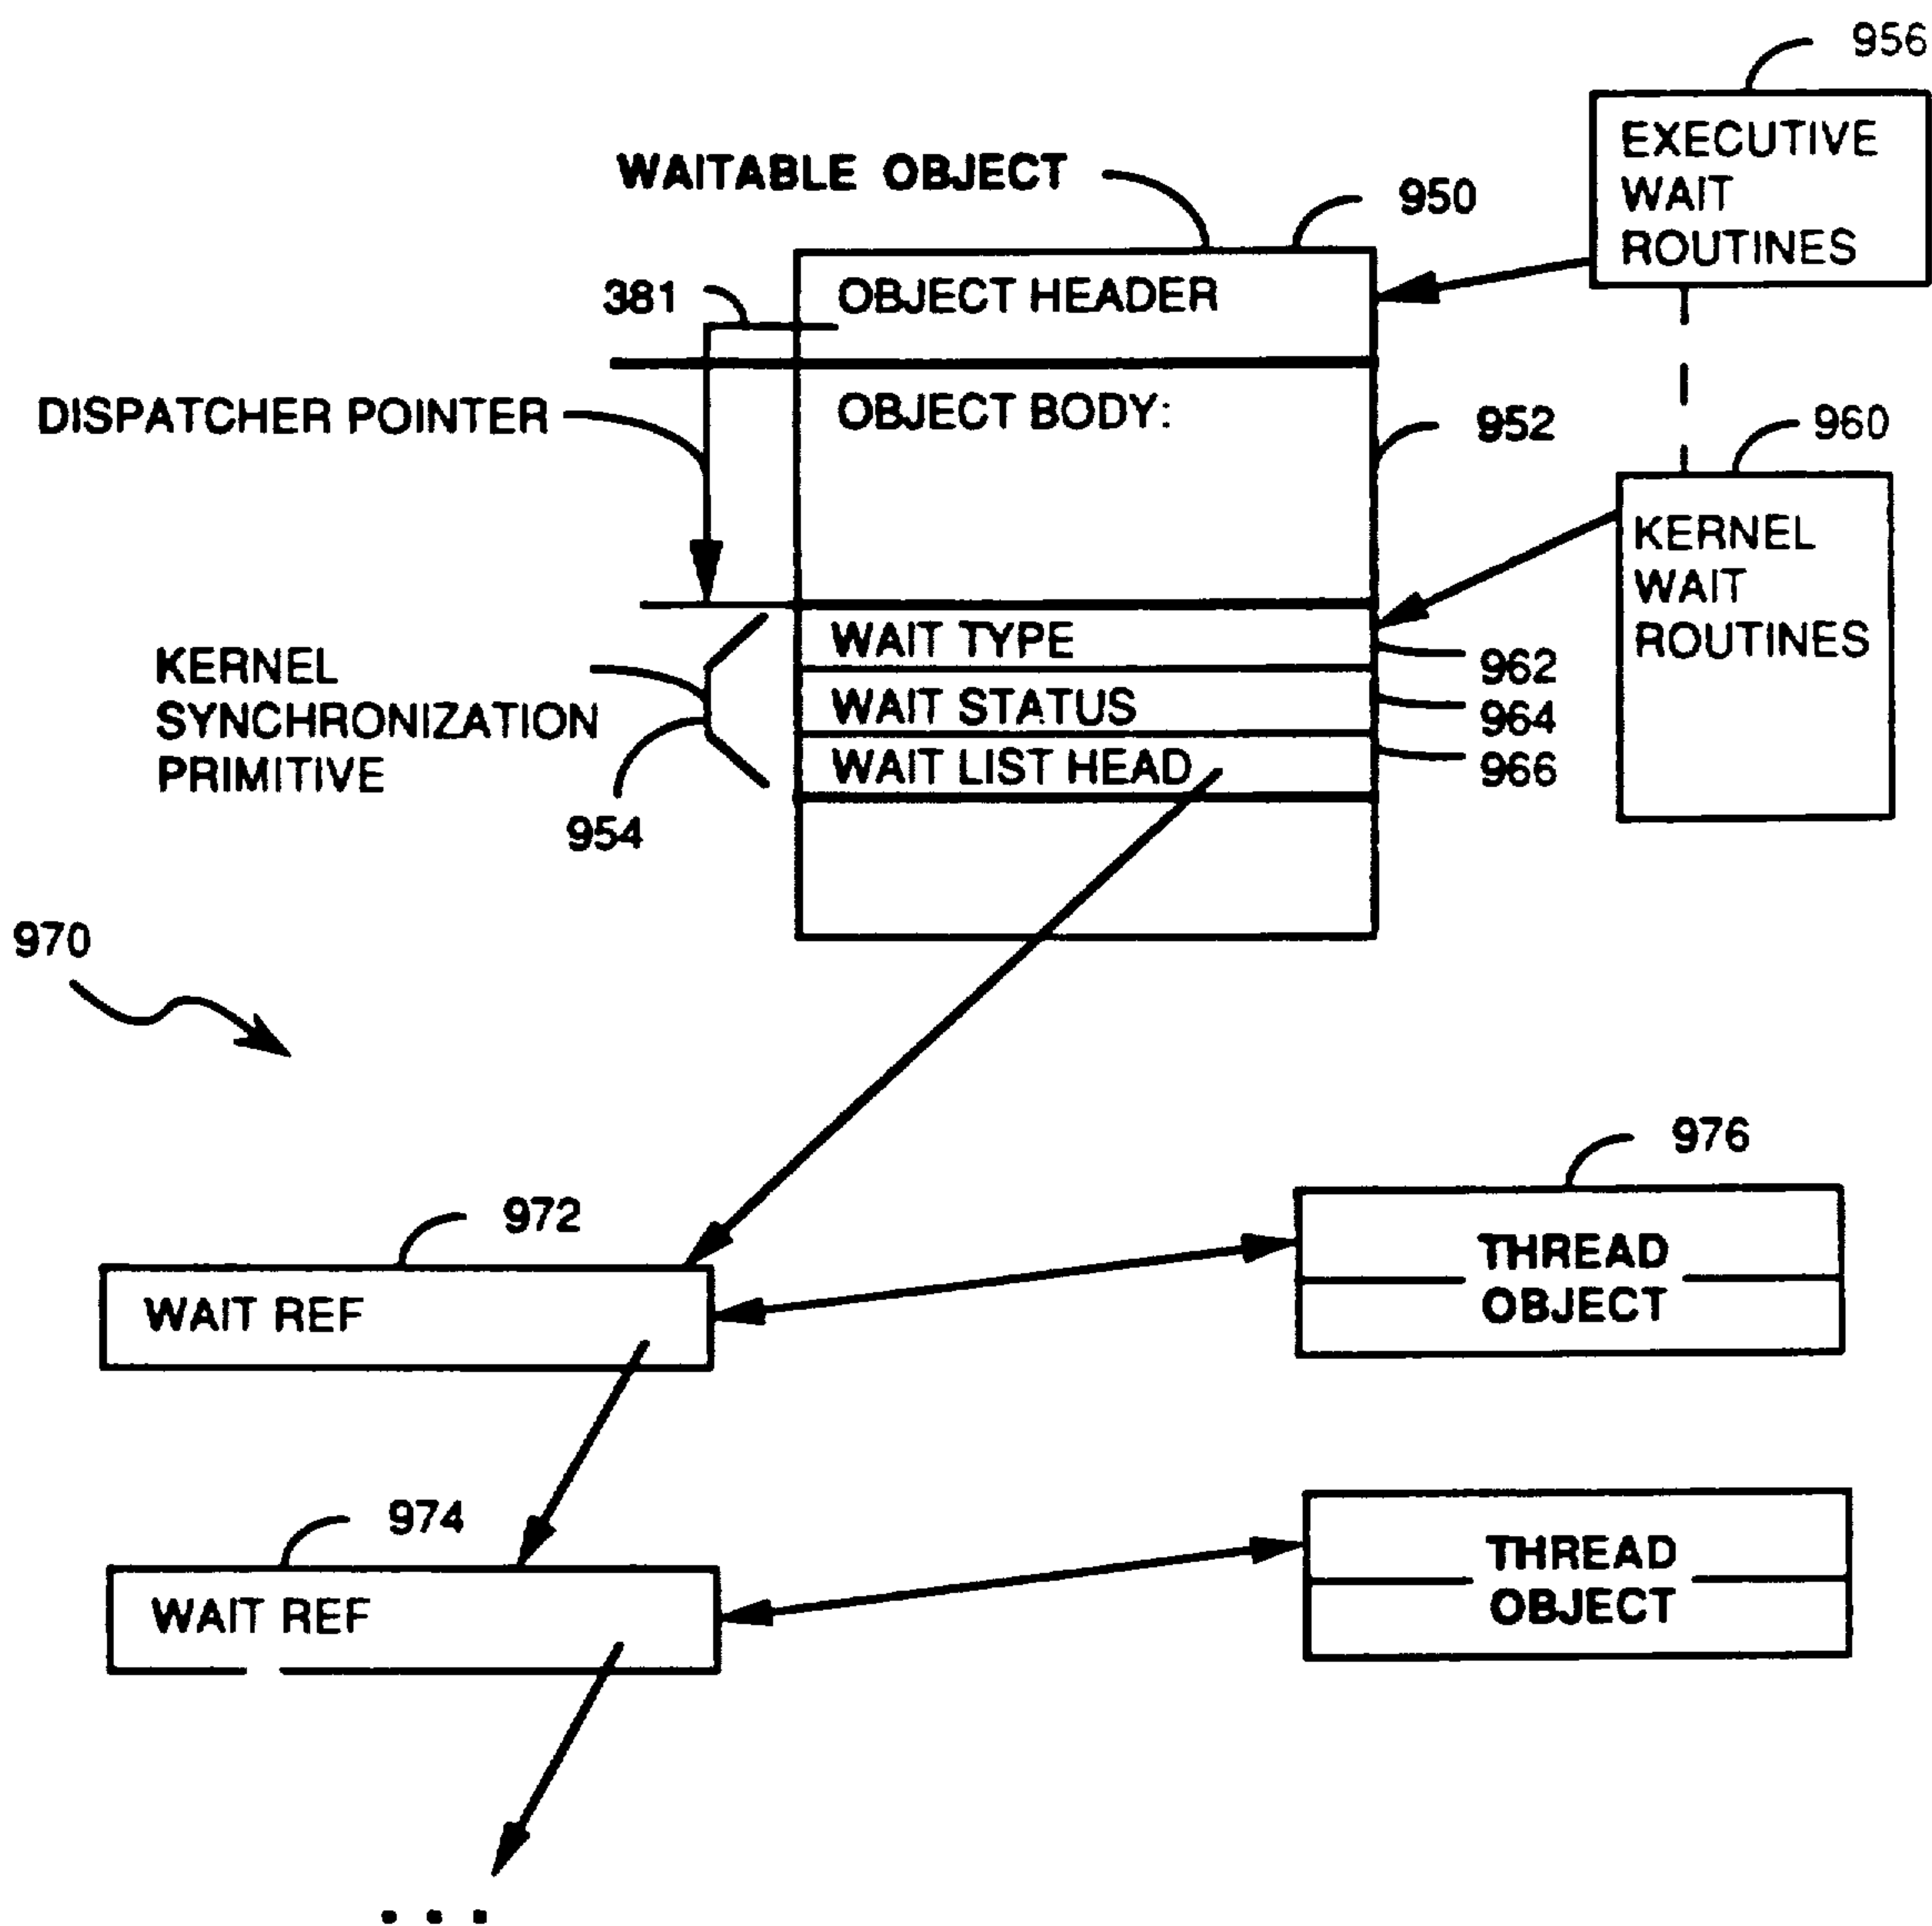 956
EXECUTIVE
WAIT
ROUTINES
WAITABLE OBJECT
950
381
OBJECT HEADER
DISPATCHER POINTER
OBJECT BODY:
952
960
KERNEL
WAIT
ROUTINES
WAIT TYPE
962
KERNEL
SYNCHRONIZATION
PRIMITIVE
WAIT STATUS
964
WAIT LIST HEAD
966
954
970
976
972
THREAD
OBJECT
WAIT REF
974
THREAD
OBJECT
WAIT REF
...